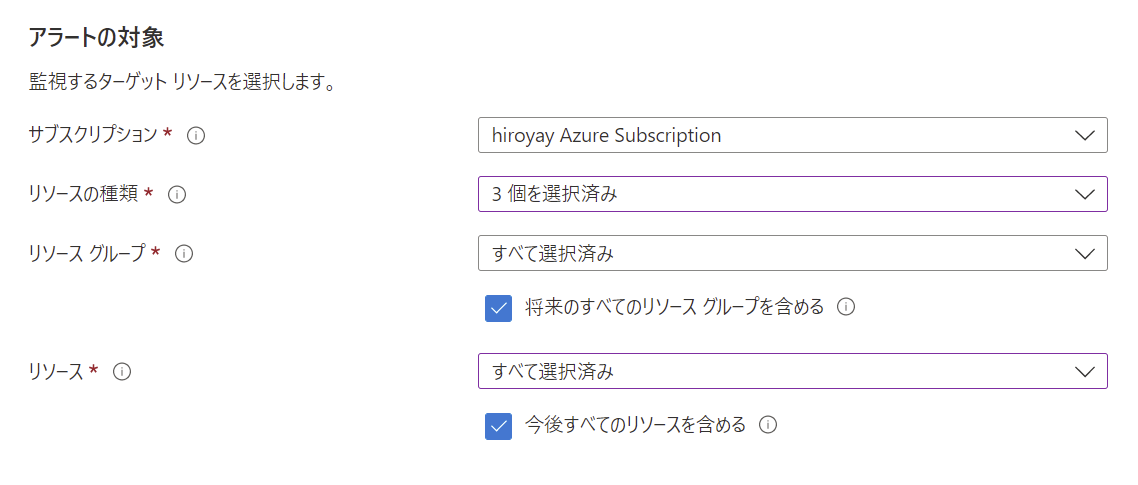 アラートの対象
監視するターゲット リソースを選択します。
サブスクリプション *
hiroyay Azure Subscription
リソースの種類 *
3 個を選択済み
リソース グループ *
すべて選択済み
将来のすべてのリソース グループを含める
リソース *
すべて選択済み
今後すべてのリソースを含める